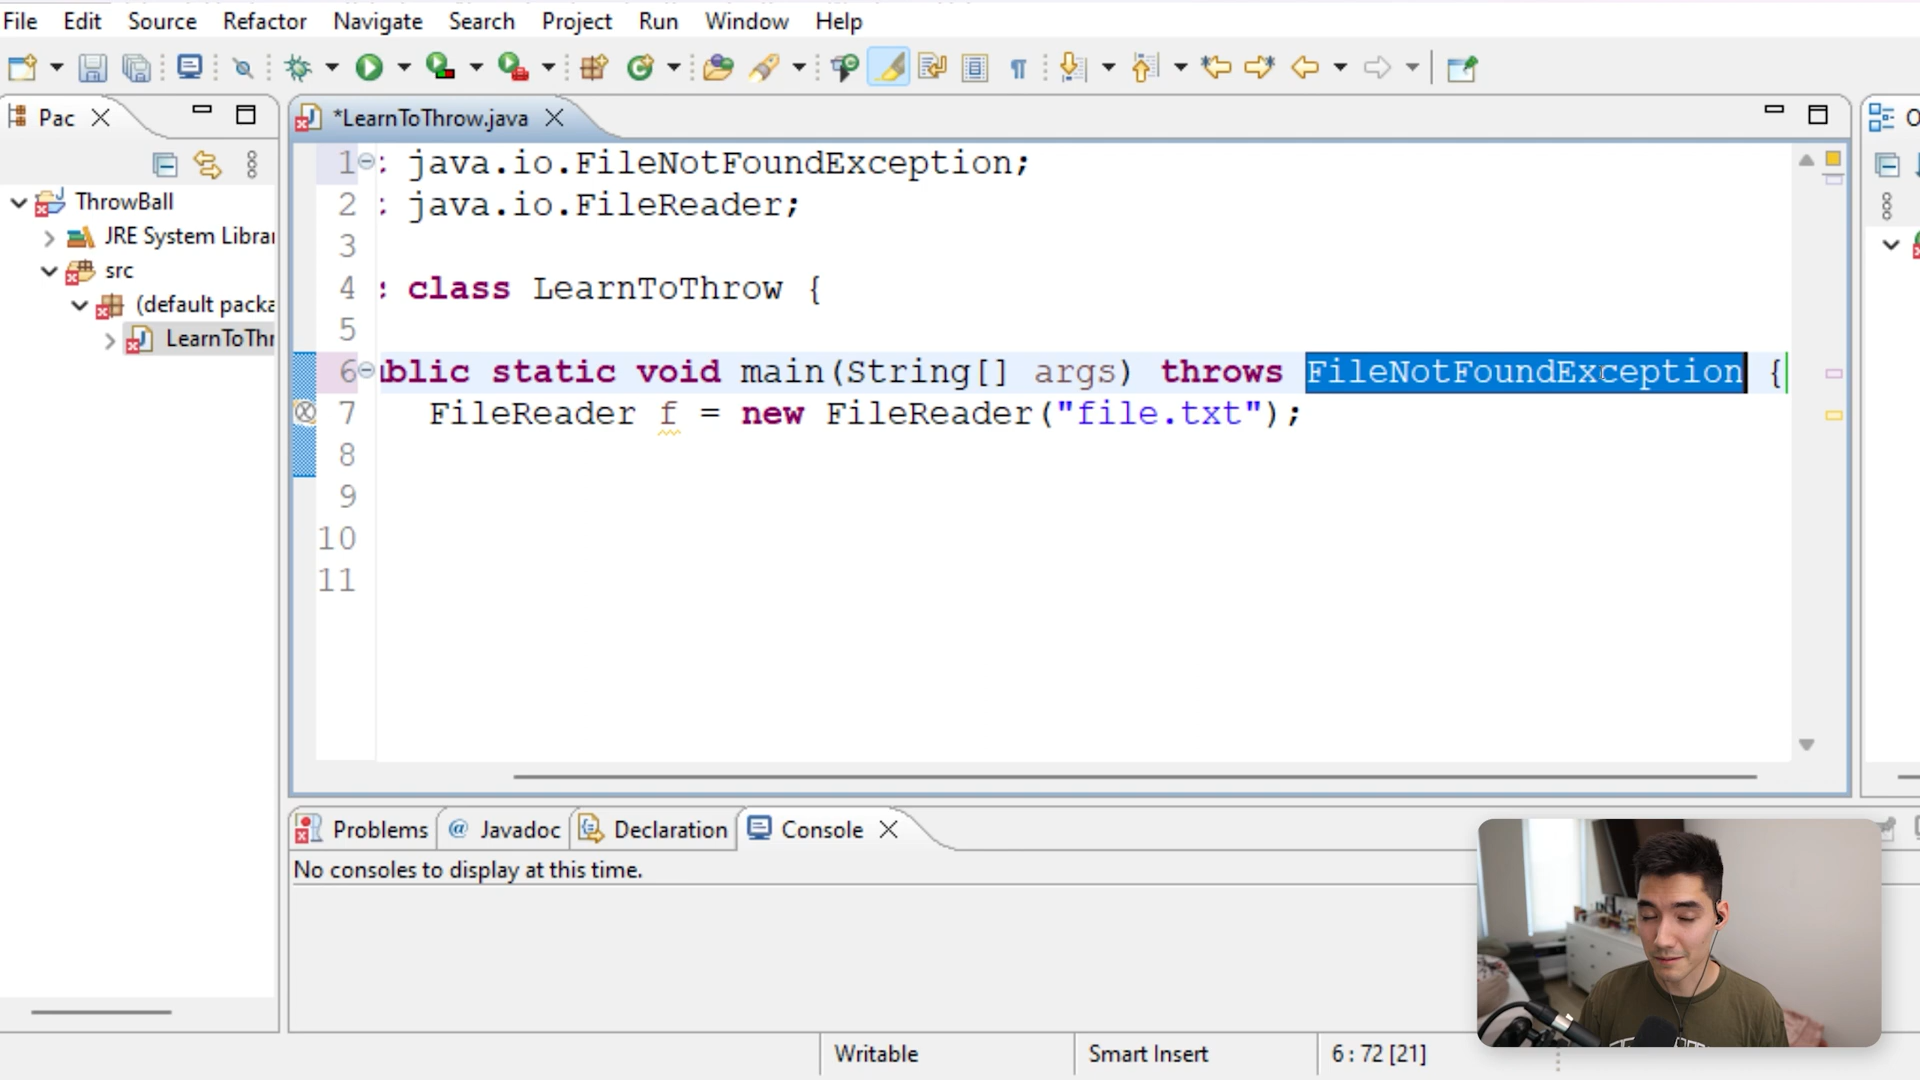 File Edit Source Refactor Navigate Search Project Run Window Help
Pac
*LearnToThrow.java
ThrowBall
JRE System Librar
src
(default packa
LearnToThr
1 ; java.io.FileNotFoundException;
2 ; java.io.FileReader;
3
4 ; class LearnToThrow {
5
6 ublic static void main(String[] args) throws FileNotFoundException {
7 FileReader f = new FileReader("file.txt");
8
9
10
11
Problems @ Javadoc Declaration Console
No consoles to display at this time.
Writable Smart Insert 6 : 72 [21]